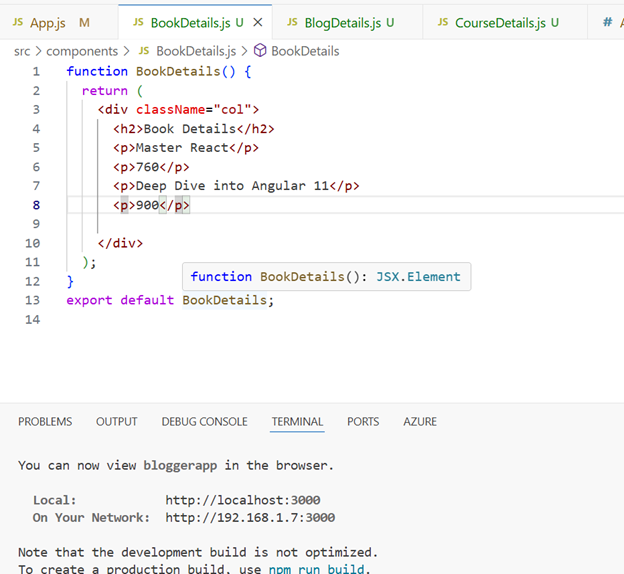 JS App.js M JS BookDetails.js U × JS BlogDetails.js U JS CourseDetails.js U #
src > components > JS BookDetails.js > BookDetails
1 function BookDetails() {
2 return (
3 <div className="col">
4 <h2>Book Details</h2>
5 <p>Master React</p>
6 <p>760</p>
7 <p>Deep Dive into Angular 11</p>
8 <p>900</p>
9
10 </div>
11 );
function BookDetails(): JSX.Element
12 }
13 export default BookDetails;
14
PROBLEMS OUTPUT DEBUG CONSOLE TERMINAL PORTS AZURE
You can now view bloggerapp in the browser.
Local: http://localhost:3000
On Your Network: http://192.168.1.7:3000
Note that the development build is not optimized.
To create a production build, use npm run build.